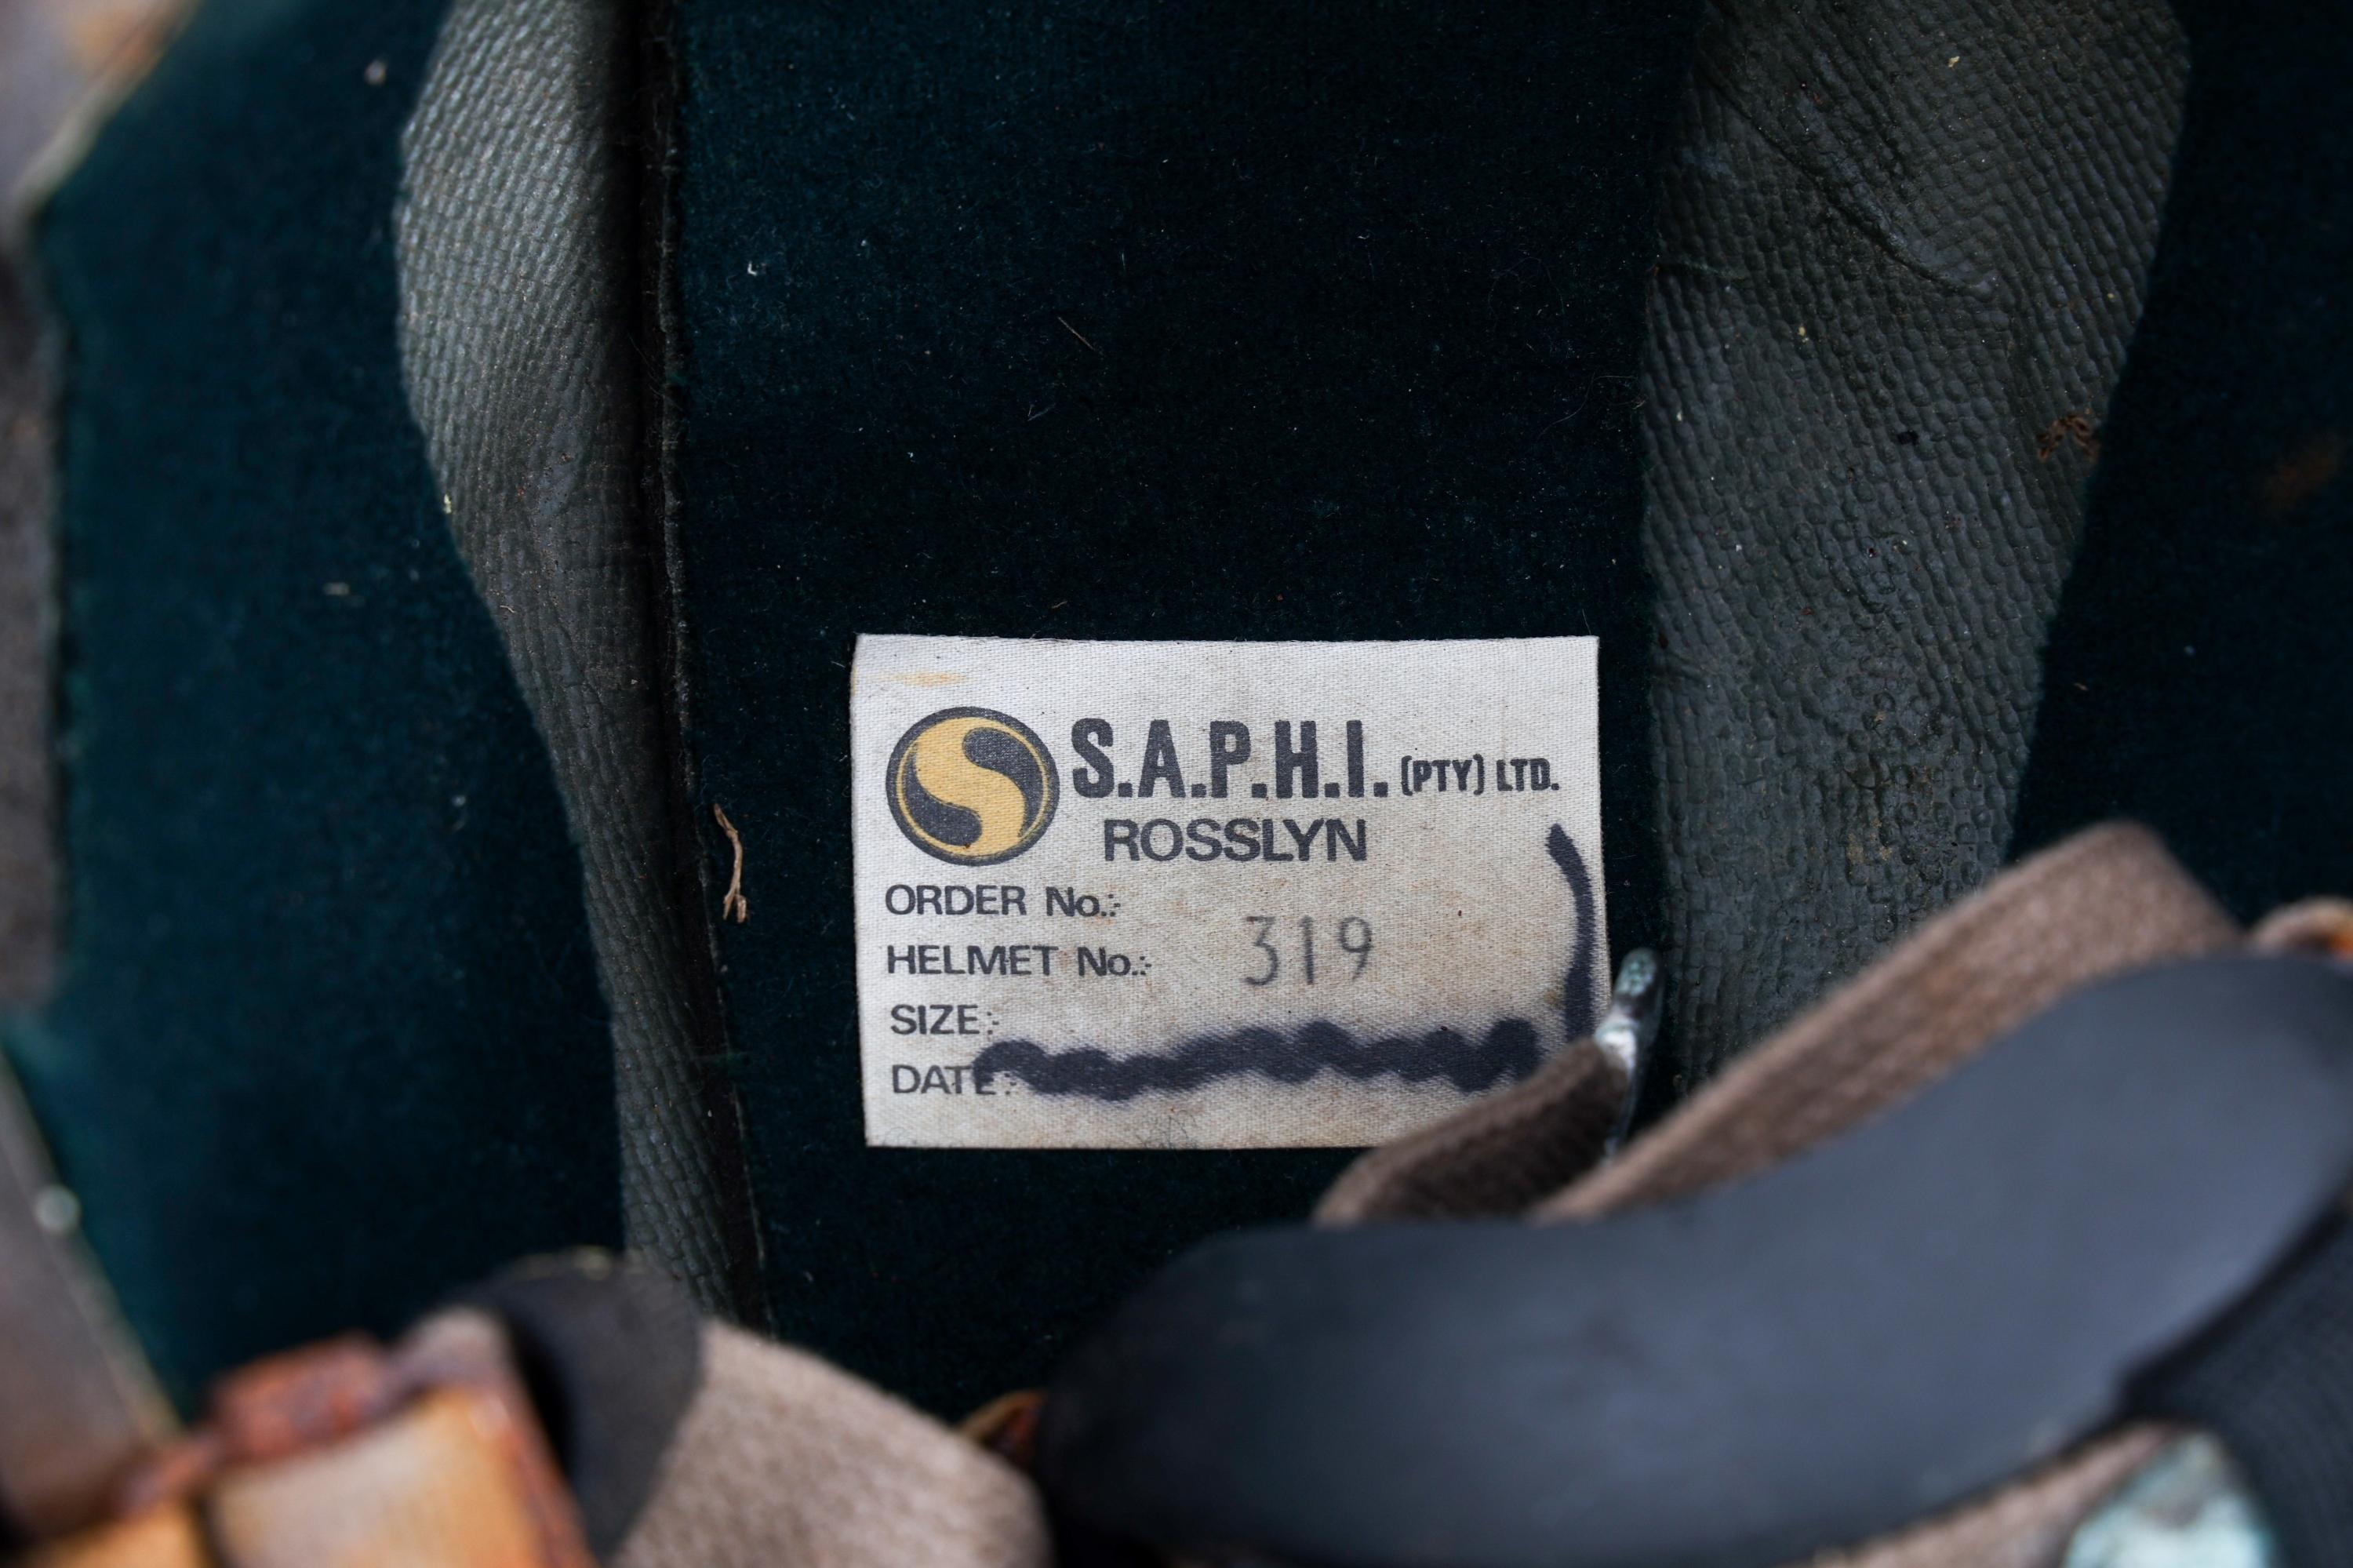 S.A.P.H.I. (PTY) LTD.
ROSSLYN
ORDER No.:-
HELMET No.:- 319
SIZE:-
DATE:-